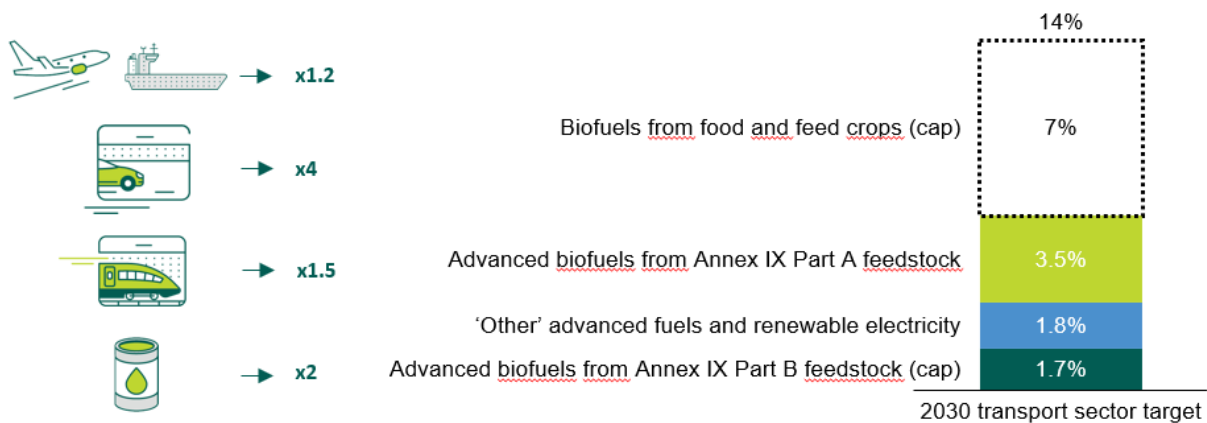 x1.2
x4
x1.5
x2
14%
Biofuels from food and feed crops (cap)
7%
Advanced biofuels from Annex IX Part A feedstock
3.5%
‘Other’ advanced fuels and renewable electricity
1.8%
Advanced biofuels from Annex IX Part B feedstock (cap)
1.7%
2030 transport sector target